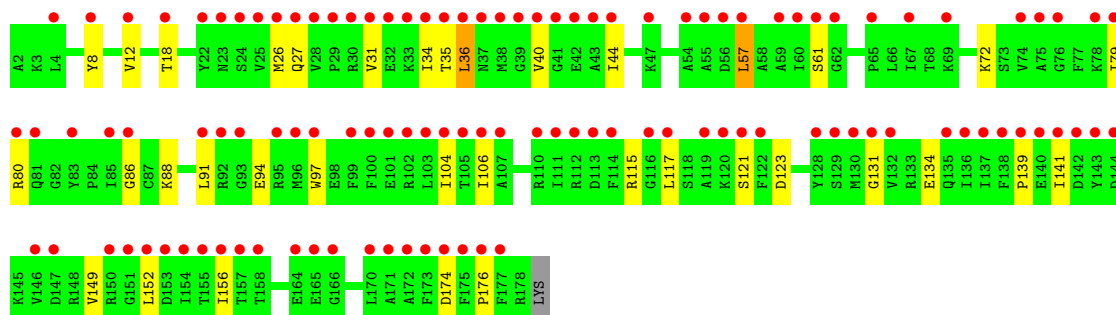 A2 K3 L4 Y8 V12 T18 Y22 N23 S24 V25 M26 Q27 V28 P29 R30 V31 E32 K33 I34 T35 L36 N37 M38 G39 V40 G41 E42 A43 I44 K47 A54 A55 D56 L57 A58 A59 I60 S61 G62 P65 L66 I67 T68 K69 K72 S73 V74 A75 G76 F77 K78 I79
R80 Q81 G82 Y83 P84 I85 G86 C87 K88 L91 R92 G93 E94 R95 M96 W97 E98 F99 F100 E101 R102 L103 I104 T105 I106 A107 R110 I111 R112 D113 F114 R115 G116 L117 S118 A119 K120 S121 F122 D123 Y128 S129 M130 G131 V132 R133 E134 Q135 I136 I137 F138 P139 E140 I141 D142 Y143 D144
K145 V146 D147 R148 V149 R150 G151 L152 D153 I154 T155 I156 T157 T158 E164 E165 G166 L170 A171 A172 F173 D174 F175 P176 F177 R178 LYS